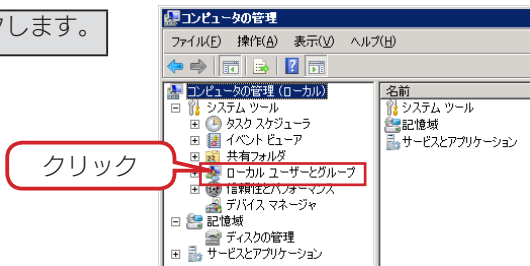 クします。
コンピュータの管理
ファイル(F) 操作(A) 表示(V) ヘルプ(H)
コンピュータの管理 (ローカル)
システム ツール
タスク スケジューラ
イベント ビューア
共有フォルダ
ローカル ユーザーとグループ
信頼性とパフォーマンス
デバイス マネージャ
記憶域
ディスクの管理
サービスとアプリケーション
名前
システム ツール
記憶域
サービスとアプリケーション
クリック